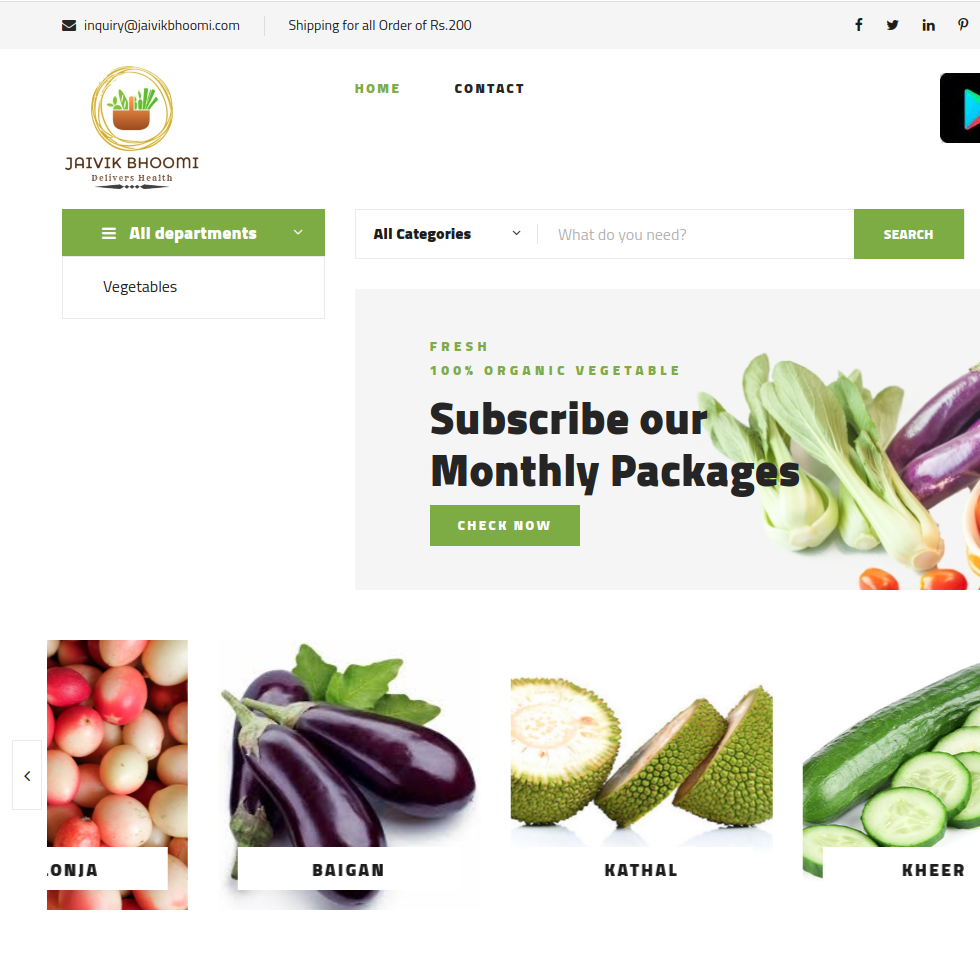 inquiry@jaivikbhoomi.com
Shipping for all Order of Rs.200
JAIVIK BHOOMI
Delivers Health
HOME
CONTACT
All departments
All Categories
What do you need?
SEARCH
Vegetables
FRESH
100% ORGANIC VEGETABLE
Subscribe our
Monthly Packages
CHECK NOW
ONJA
BAIGAN
KATHAL
KHEER